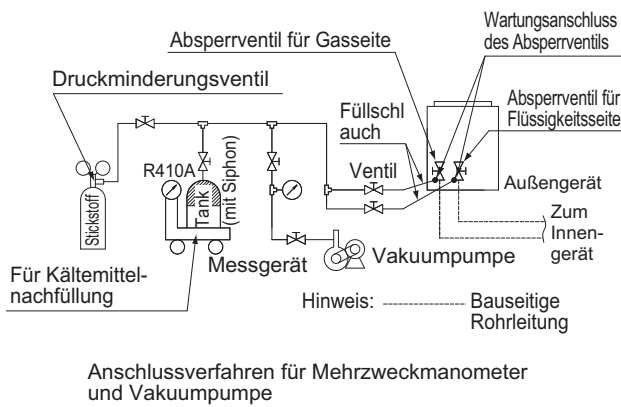 Wartungsanschluss
des Absperrventils
Absperrventil für Gasseite
Druckminderungsventil
Absperrventil für
Flüssigkeitsseite
Füllschl
auch
R410A
Tank
(mit Siphon)
Ventil
Stickstoff
Außengerät
Zum
Innen-
gerät
Für Kältemittel-
nachfüllung
Messgerät
Vakuumpumpe
Hinweis: Bauseitige
Rohrleitung
Anschlussverfahren für Mehrzweckmanometer
und Vakuumpumpe